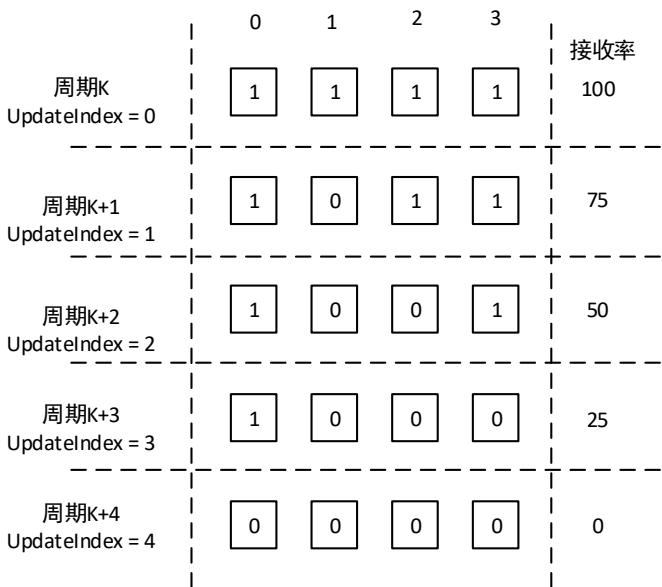 0 1 2 3
接收率
周期K
UpdateIndex = 0
1 1 1 1 100
周期K+1
UpdateIndex = 1
1 0 1 1 75
周期K+2
UpdateIndex = 2
1 0 0 1 50
周期K+3
UpdateIndex = 3
1 0 0 0 25
周期K+4
UpdateIndex = 4
0 0 0 0 0